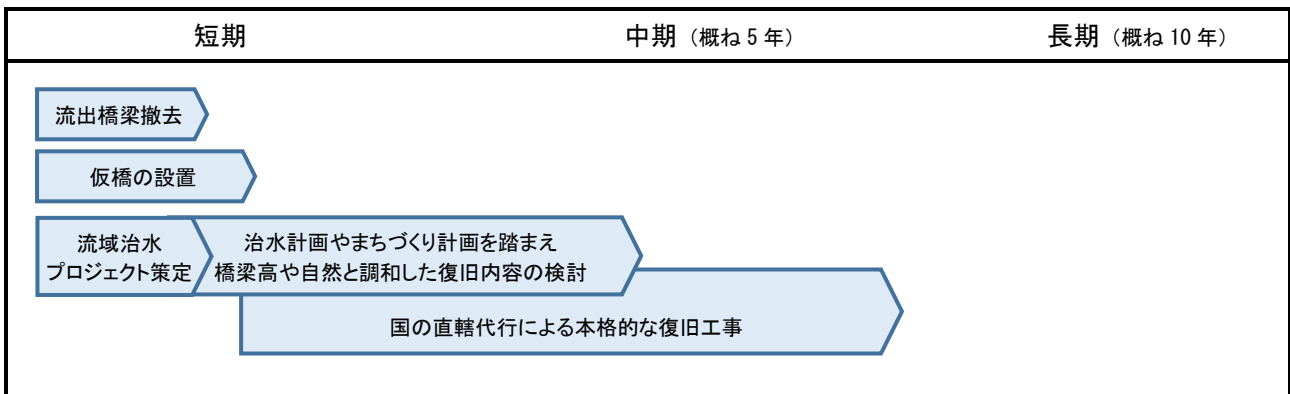 短期 中期（概ね 5 年） 長期（概ね 10 年）
流出橋梁撤去
仮橋の設置
流域治水
プロジェクト策定
治水計画やまちづくり計画を踏まえ
橋梁高や自然と調和した復旧内容の検討
国の直轄代行による本格的な復旧工事